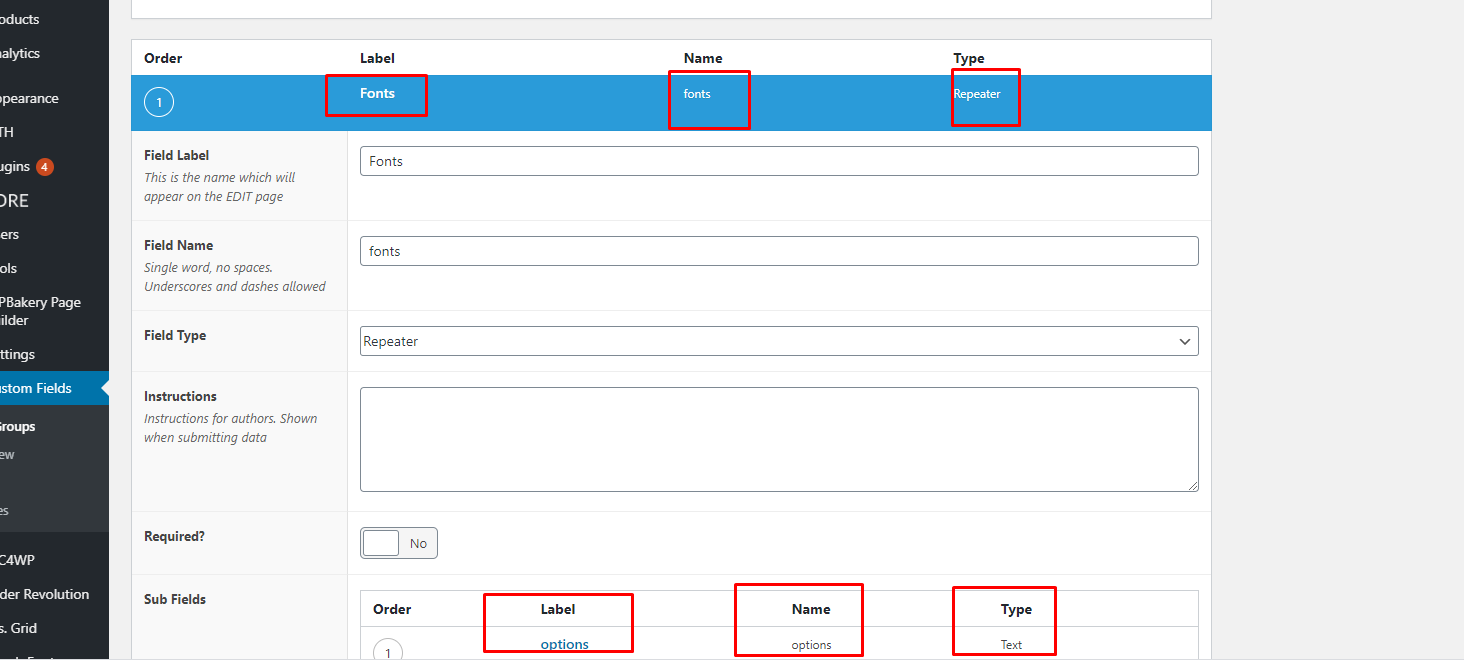 oducts
nalytics
ppearance
TH
ugins 4
ORE
ers
ols
PBakery Page
ilder
ttings
ustom Fields
Groups
ew
es
C4WP
der Revolution
s. Grid
Order Label Name Type
1 Fonts fonts Repeater
Field Label
This is the name which will
appear on the EDIT page
Fonts
Field Name
Single word, no spaces.
Underscores and dashes allowed
fonts
Field Type
Repeater
Instructions
Instructions for authors. Shown
when submitting data
Required?
No
Sub Fields
Order Label Name Type
1 options options Text